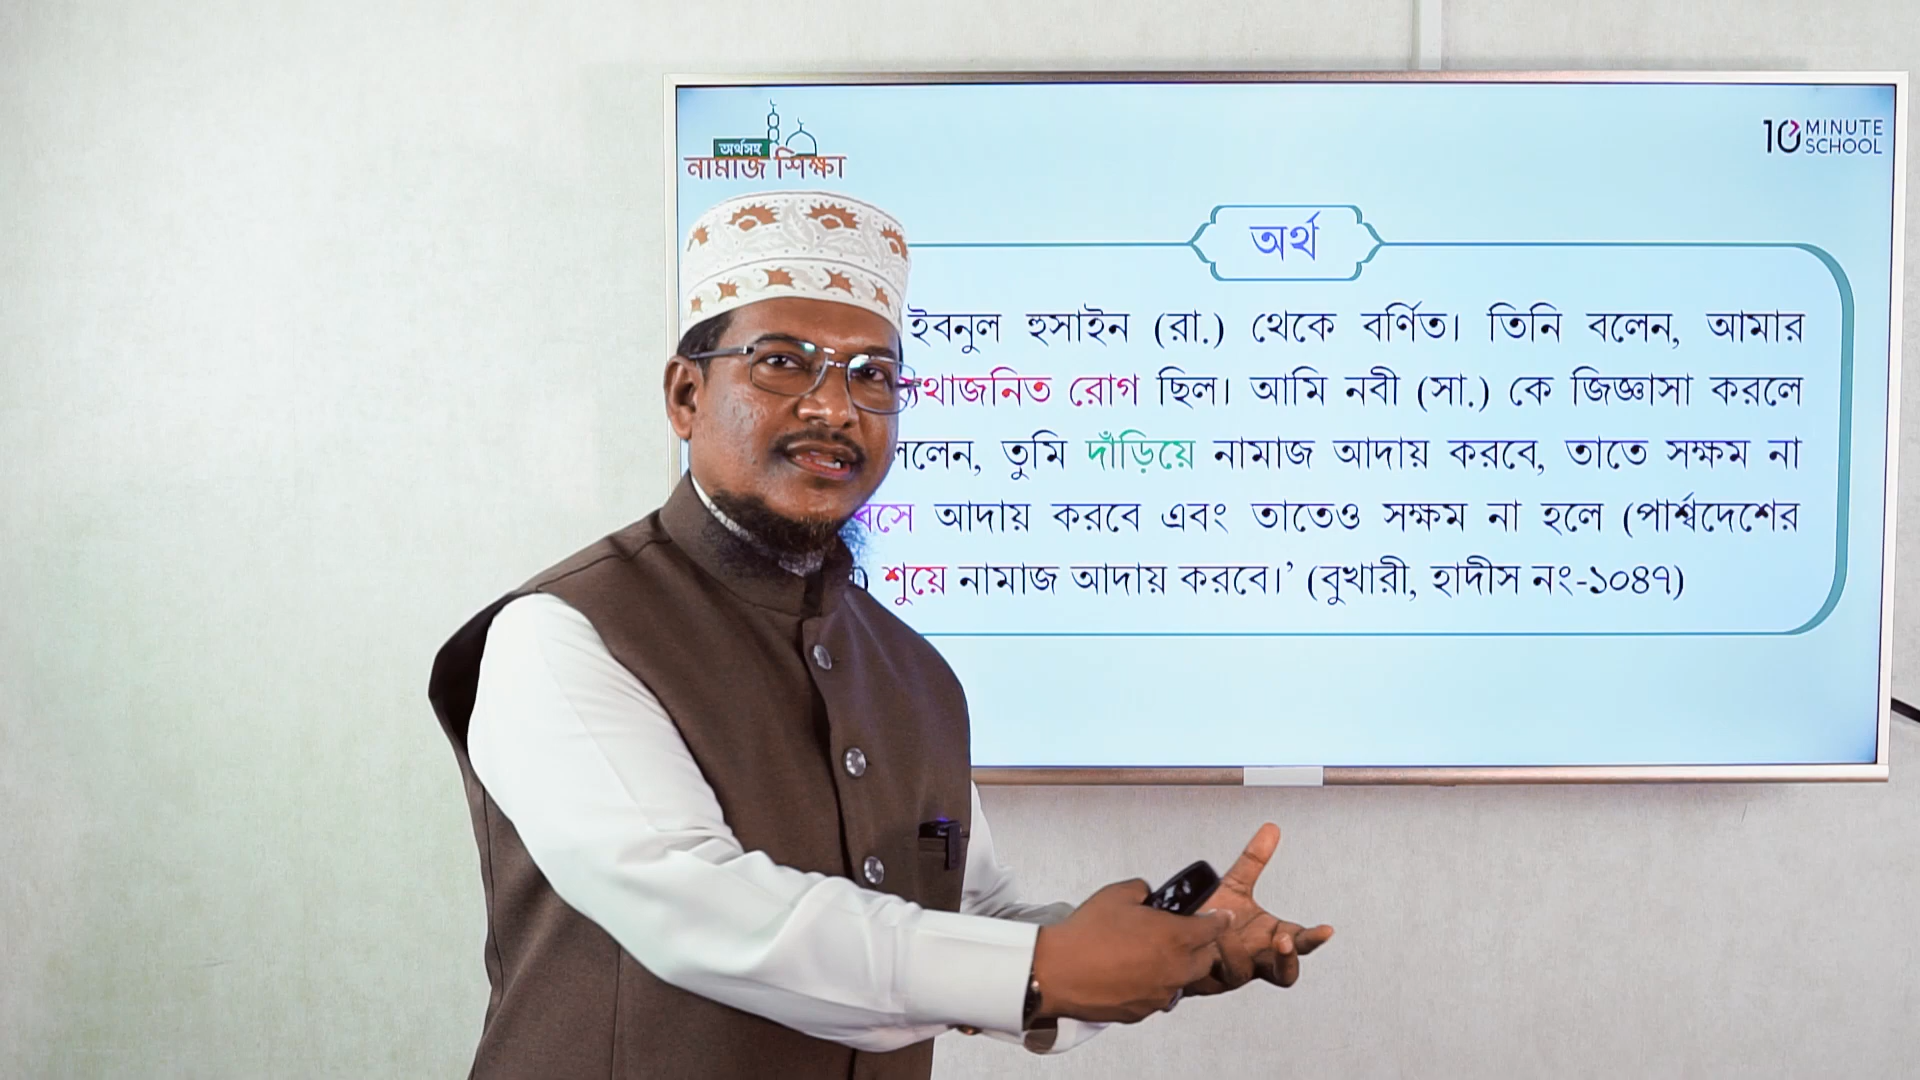 অর্থসহ
নামাজ শিক্ষা
10 MINUTE
SCHOOL
অর্থ
ইবনুল হুসাইন (রা.) থেকে বর্ণিত। তিনি বলেন, আমার
রোগ ছিল। আমি নবী (সা.) কে জিজ্ঞাসা করলে
তুমি দাঁড়িয়ে নামাজ আদায় করবে, তাতে সক্ষম না
বসে আদায় করবে এবং তাতেও সক্ষম না হলে (পার্শ্বদেশের
শুয়ে নামাজ আদায় করবে।’ (বুখারী, হাদীস নং-১০৪৭)